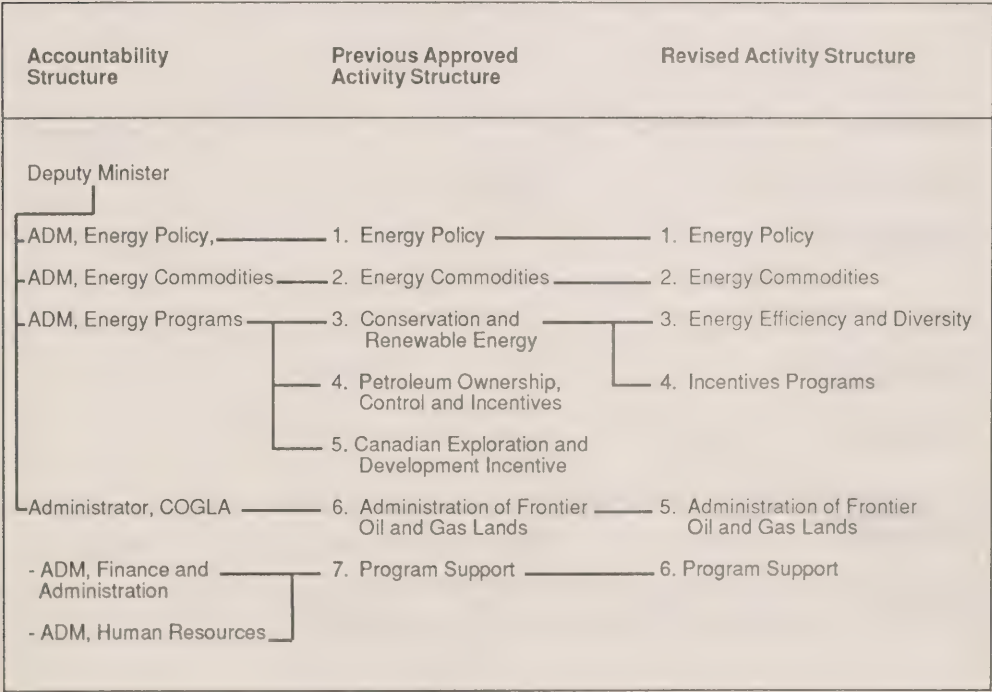 Accountability
Structure
Previous Approved
Activity Structure
Revised Activity Structure
Deputy Minister
ADM, Energy Policy,
1. Energy Policy
1. Energy Policy
ADM, Energy Commodities
2. Energy Commodities
2. Energy Commodities
ADM, Energy Programs
3. Conservation and
Renewable Energy
3. Energy Efficiency and Diversity
4. Petroleum Ownership,
Control and Incentives
4. Incentives Programs
5. Canadian Exploration and
Development Incentive
Administrator, COGLA
6. Administration of Frontier
Oil and Gas Lands
5. Administration of Frontier
Oil and Gas Lands
- ADM, Finance and
Administration
7. Program Support
6. Program Support
- ADM, Human Resources